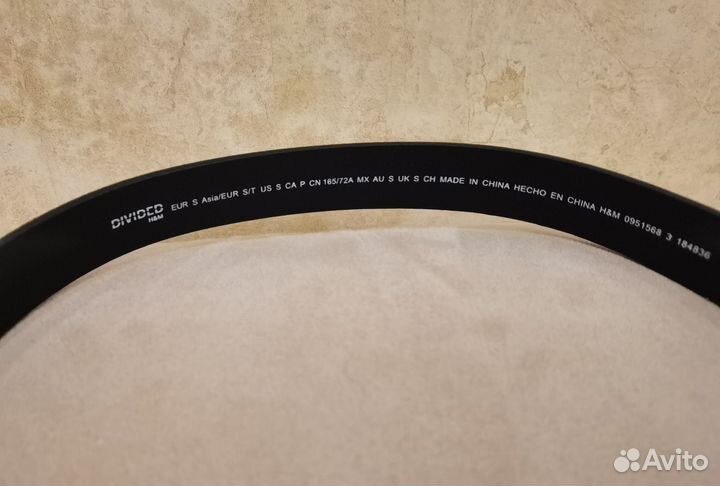 DIVIDED
H&M
EUR S Asia/EUR S/T US S CA P CN 165/72A MX AU S UK S CH MADE IN CHINA HECHO EN CHINA H&M 0951568 3 184836
Avito